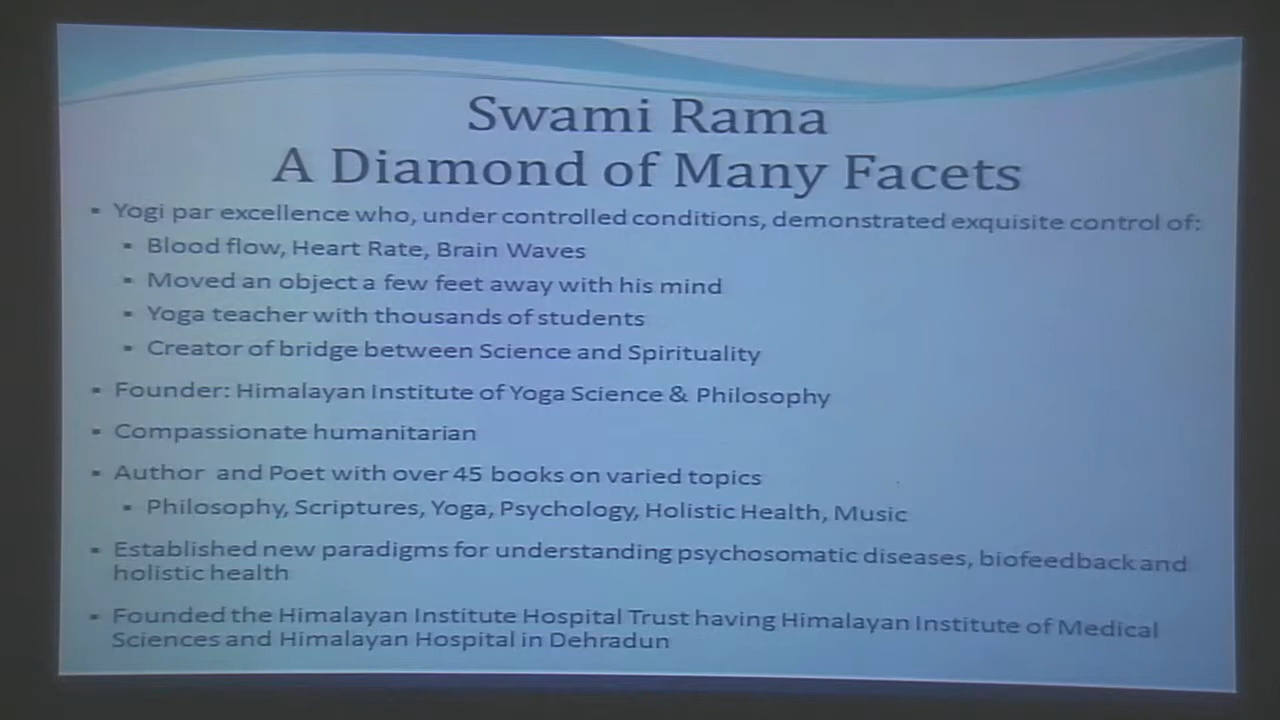 Swami Rama
A Diamond of Many Facets
▪ Yogi par excellence who, under controlled conditions, demonstrated exquisite control of:
▪ Blood flow, Heart Rate, Brain Waves
▪ Moved an object a few feet away with his mind
▪ Yoga teacher with thousands of students
▪ Creator of bridge between Science and Spirituality
▪ Founder: Himalayan Institute of Yoga Science & Philosophy
▪ Compassionate humanitarian
▪ Author and Poet with over 45 books on varied topics
▪ Philosophy, Scriptures, Yoga, Psychology, Holistic Health, Music
▪ Established new paradigms for understanding psychosomatic diseases, biofeedback and
holistic health
▪ Founded the Himalayan Institute Hospital Trust having Himalayan Institute of Medical
Sciences and Himalayan Hospital in Dehradun